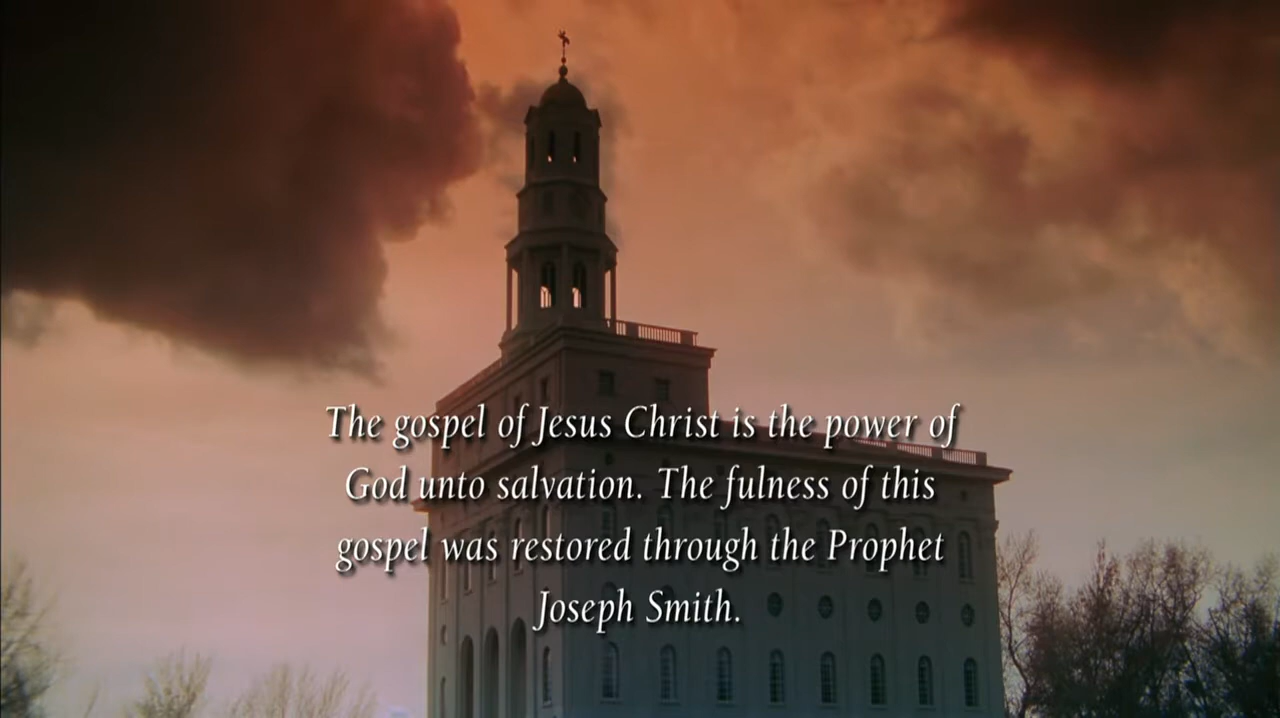 The gospel of Jesus Christ is the power of
God unto salvation. The fulness of this
gospel was restored through the Prophet
Joseph Smith.